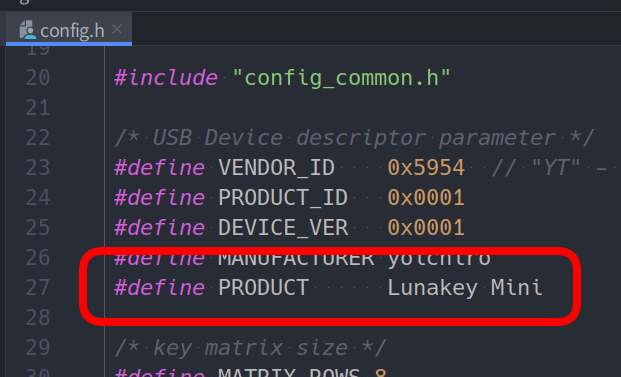 config.h
19
20 #include "config_common.h"
21
22 /* USB Device descriptor parameter */
23 #define VENDOR_ID 0x5954 // "YT" -
24 #define PRODUCT_ID 0x0001
25 #define DEVICE_VER 0x0001
26 #define MANUFACTURER yoichiro
27 #define PRODUCT Lunakey Mini
28
29 /* key matrix size */
30 #define MATRIX_ROWS 8